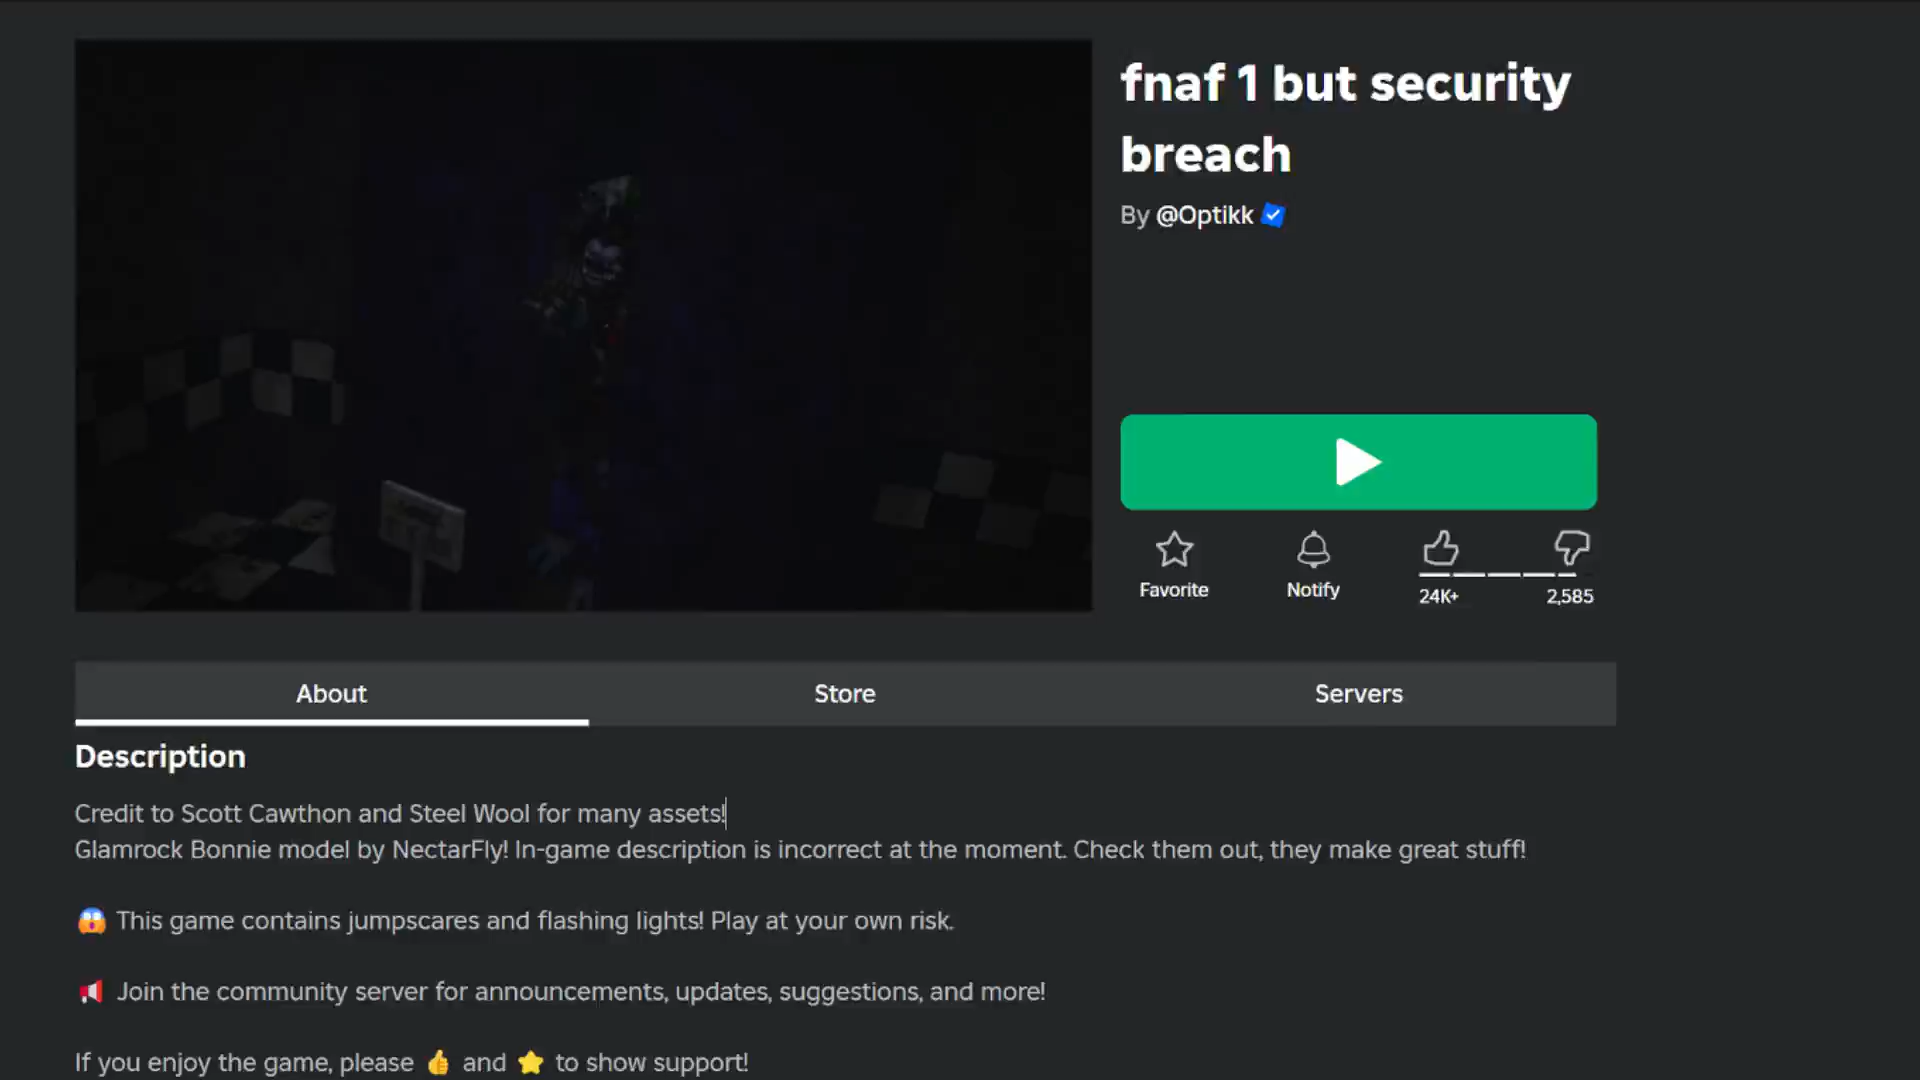 fnaf 1 but security
breach
By @Optikk
Favorite
Notify
24K+
2,585
About
Store
Servers
Description
Credit to Scott Cawthon and Steel Wool for many assets!
Glamrock Bonnie model by NectarFly! In-game description is incorrect at the moment. Check them out, they make great stuff!
😱 This game contains jumpscares and flashing lights! Play at your own risk.
📢 Join the community server for announcements, updates, suggestions, and more!
If you enjoy the game, please 👍 and ⭐ to show support!